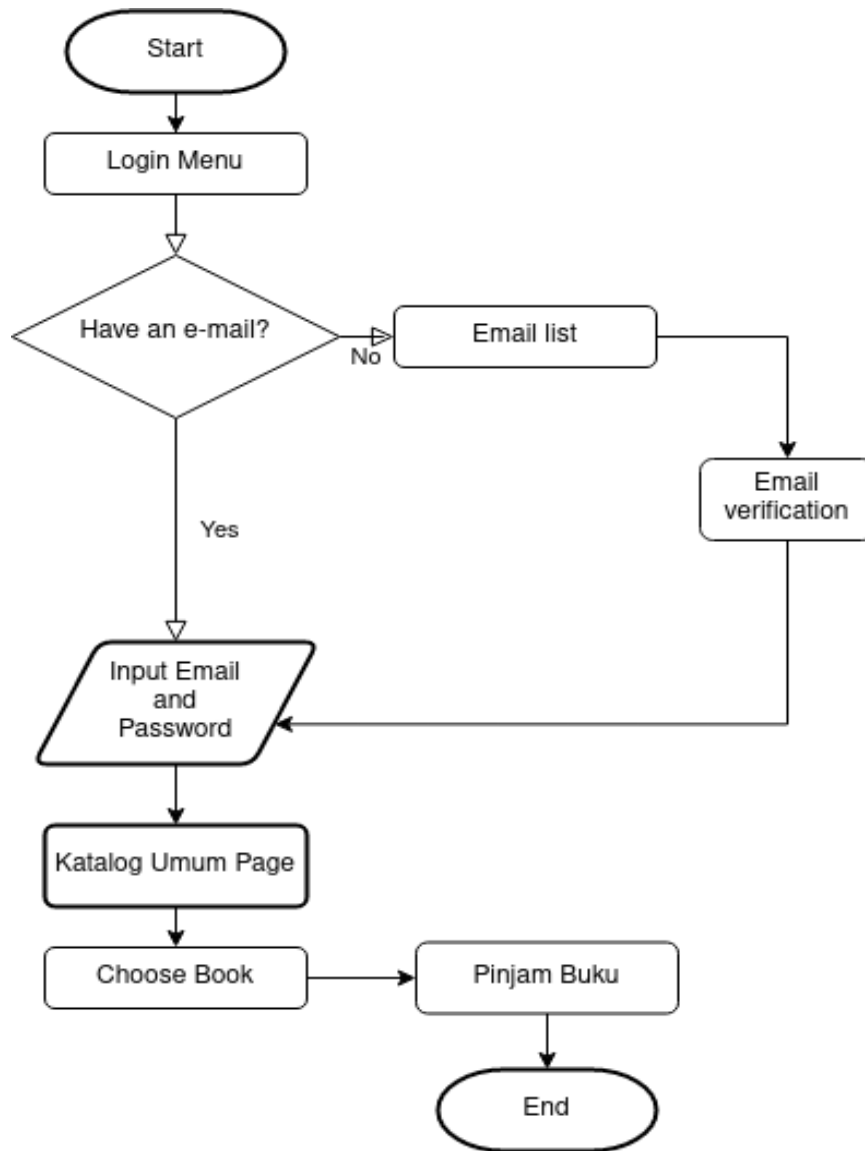 Start
Login Menu
Have an e-mail?
No
Email list
Email
verification
Yes
Input Email
and
Password
Katalog Umum Page
Choose Book
Pinjam Buku
End